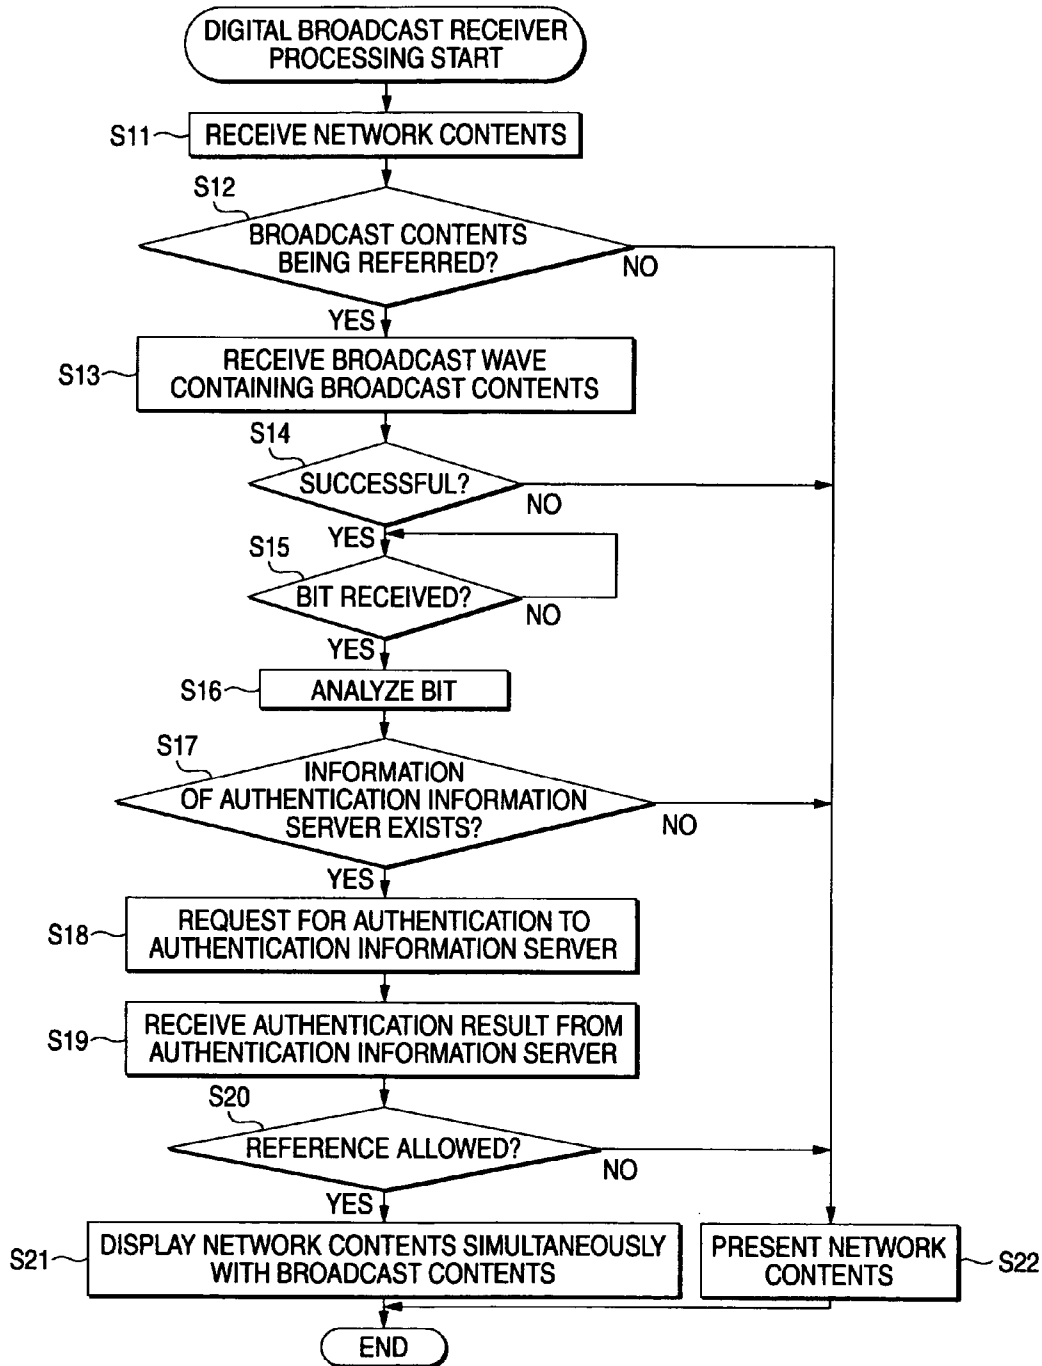 DIGITAL BROADCAST RECEIVER
PROCESSING START
S11
RECEIVE NETWORK CONTENTS
S12
BROADCAST CONTENTS
BEING REFERRED?
NO
YES
S13
RECEIVE BROADCAST WAVE
CONTAINING BROADCAST CONTENTS
S14
SUCCESSFUL?
NO
YES
S15
BIT RECEIVED?
NO
YES
S16
ANALYZE BIT
S17
INFORMATION
OF AUTHENTICATION INFORMATION
SERVER EXISTS?
NO
YES
S18
REQUEST FOR AUTHENTICATION TO
AUTHENTICATION INFORMATION SERVER
S19
RECEIVE AUTHENTICATION RESULT FROM
AUTHENTICATION INFORMATION SERVER
S20
REFERENCE ALLOWED?
NO
YES
S21
DISPLAY NETWORK CONTENTS SIMULTANEOUSLY
WITH BROADCAST CONTENTS
PRESENT NETWORK
CONTENTS
S22
END